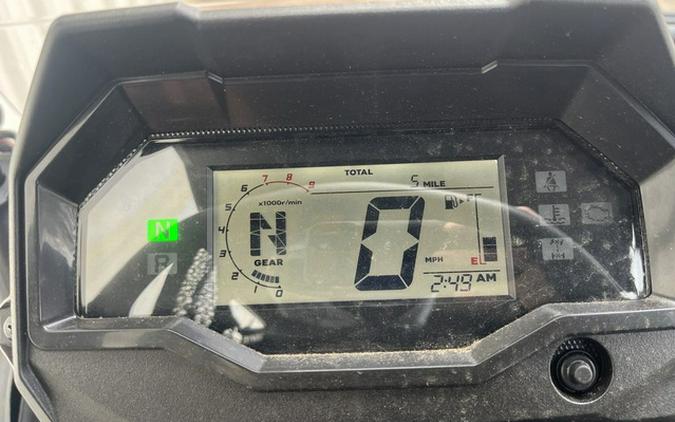 TOTAL
5 MILE
7 8 9
6
x1000r/min
5
4
3
2
1
0
N
GEAR
0
MPH
F
E
2:49 AM
N
R